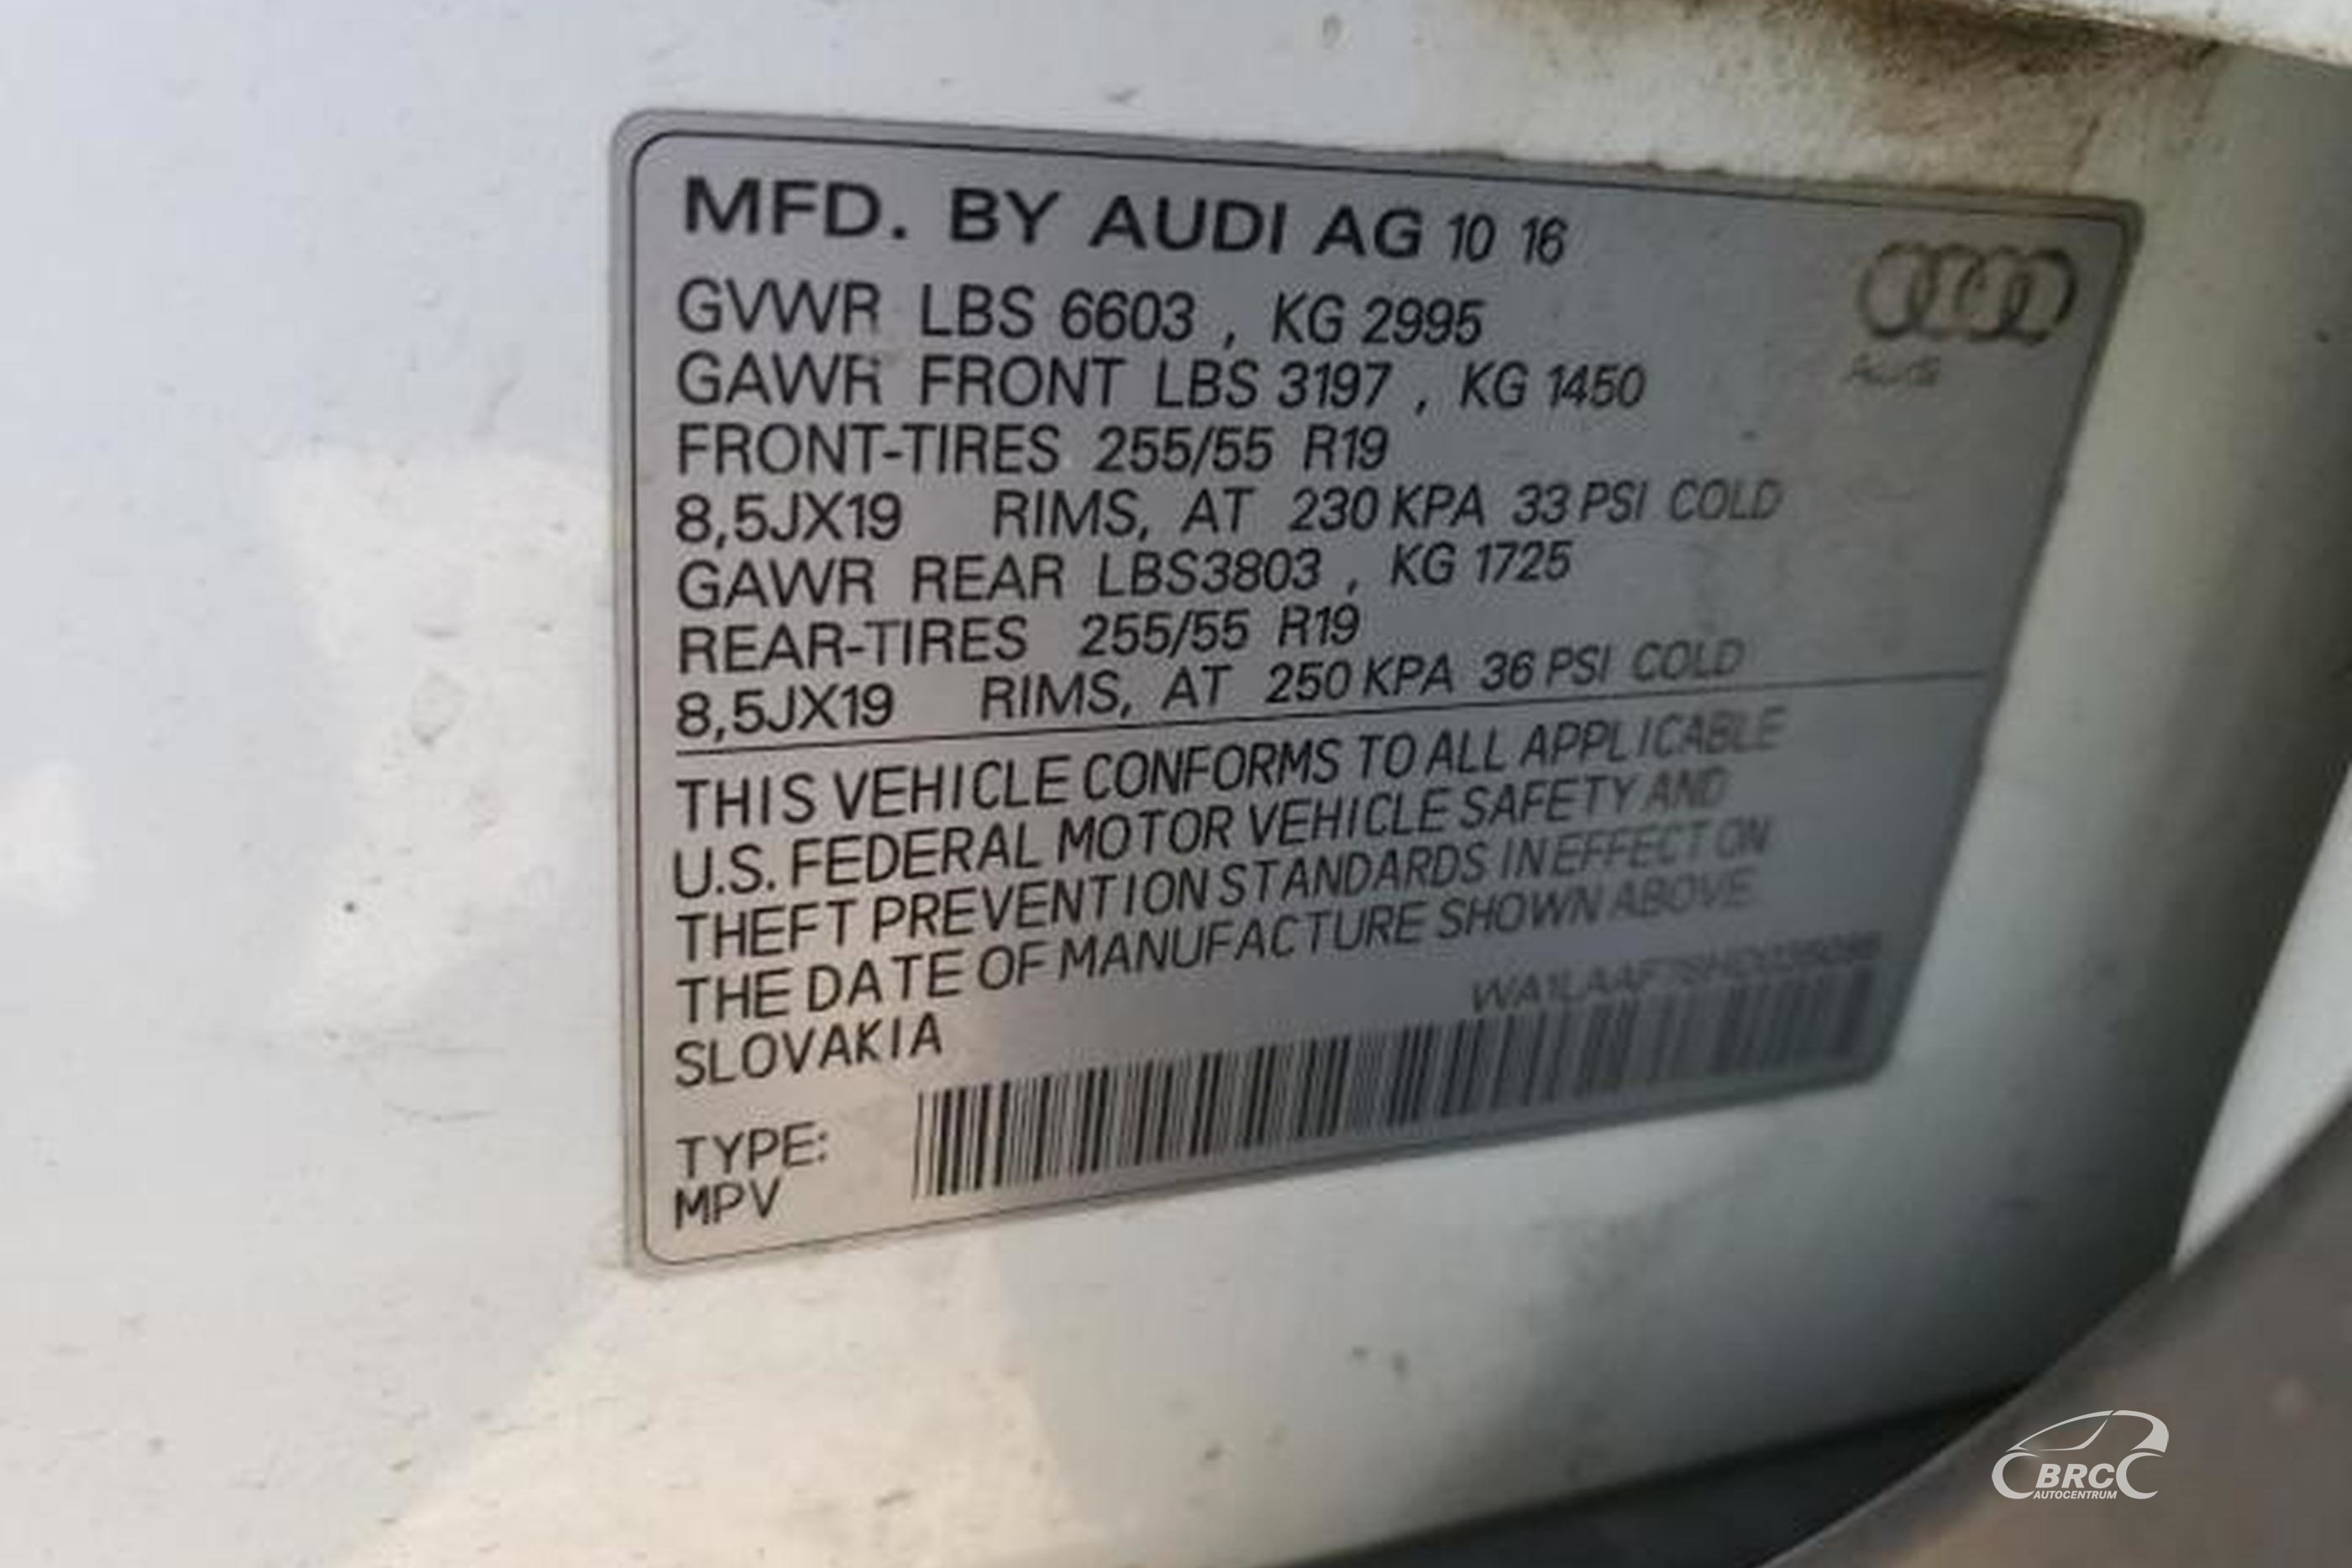 MFD. BY AUDI AG 10 16
GVWR LBS 6603 , KG 2995
GAWR FRONT LBS 3197 , KG 1450
FRONT-TIRES 255/55 R19
8,5JX19 RIMS, AT 230 KPA 33 PSI COLD
GAWR REAR LBS3803 , KG 1725
REAR-TIRES 255/55 R19
8,5JX19 RIMS, AT 250 KPA 36 PSI COLD
Audi
THIS VEHICLE CONFORMS TO ALL APPLICABLE
U.S. FEDERAL MOTOR VEHICLE SAFETY AND
THEFT PREVENTION STANDARDS IN EFFECT ON
THE DATE OF MANUFACTURE SHOWN ABOVE
SLOVAKIA
TYPE:
MPV
BRC
AUTOCENTRUM